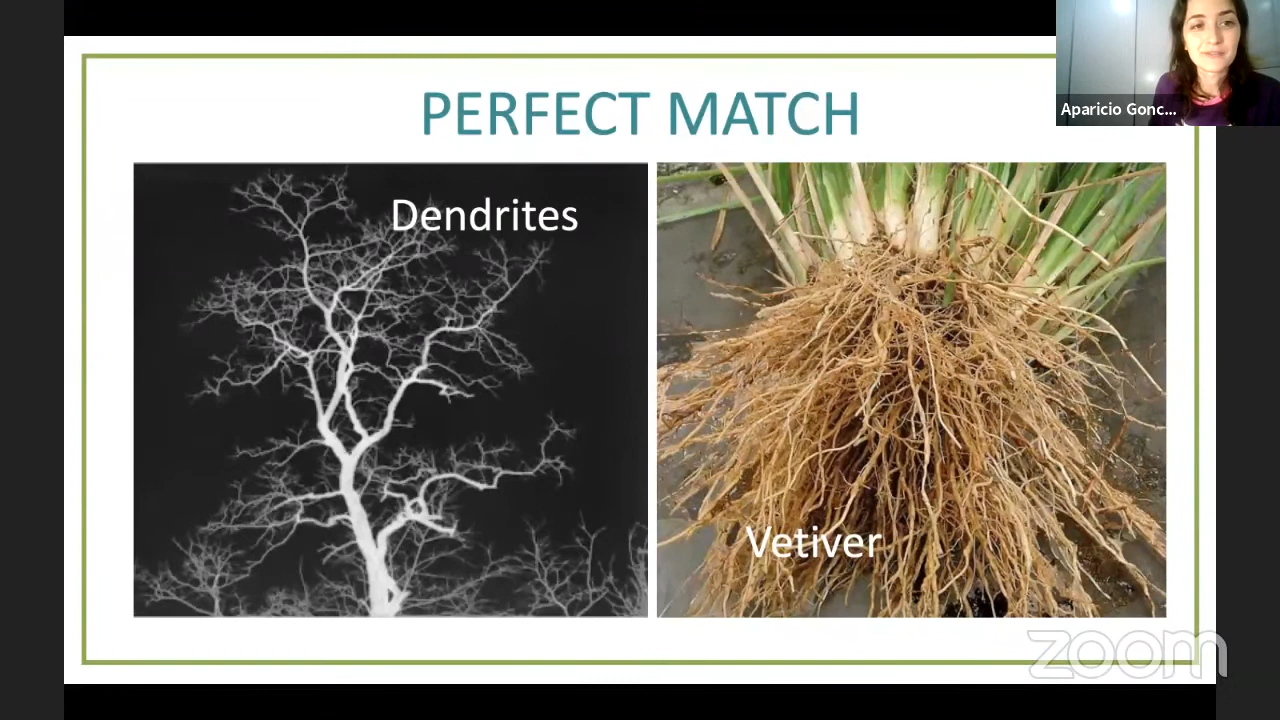 PERFECT MATCH
Aparicio Gonc...
Dendrites
Vetiver
zoom